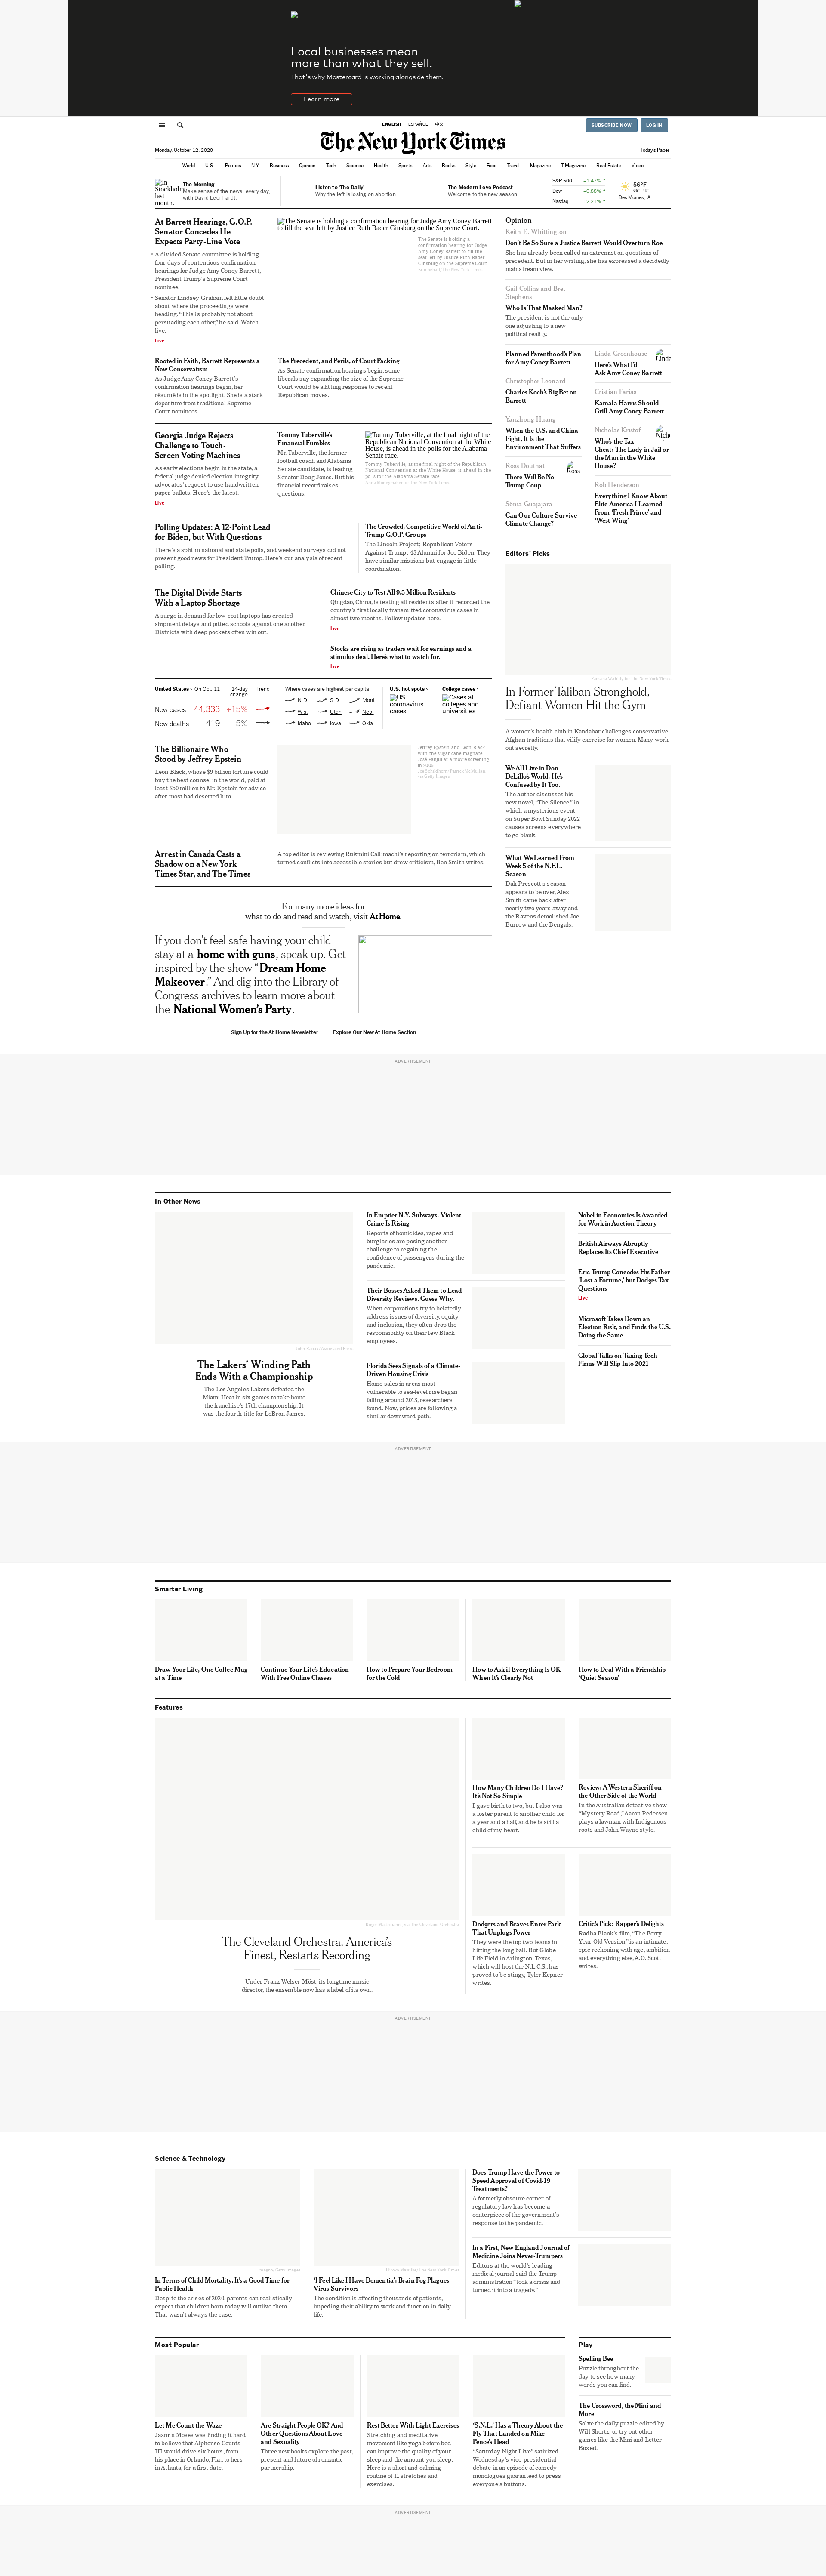 Local businesses mean
more than what they sell.
That's why Mastercard is working alongside them.
Learn more
ENGLISH ESPAÑOL 中文
SUBSCRIBE NOW LOG IN
The New York Times
Monday, October 12, 2020
Today's Paper
World U.S. Politics N.Y. Business Opinion Tech Science Health Sports Arts Books Style Food Travel Magazine T Magazine Real Estate Video
In
Stockholm
last
month.
The Morning
Make sense of the news, every day,
with David Leonhardt.
Listen to 'The Daily'
Why the left is losing on abortion.
The Modern Love Podcast
Welcome to the new season.
S&P 500 +1.47% ↑
Dow +0.88% ↑
Nasdaq +2.21% ↑
56°F
Des Moines, IA
At Barrett Hearings, G.O.P.
Senator Concedes He
Expects Party-Line Vote
A divided Senate committee is holding
four days of contentious confirmation
hearings for Judge Amy Coney Barrett,
President Trump's Supreme Court
nominee.
Senator Lindsey Graham left little doubt
about where the proceedings were
heading. "This is probably not about
persuading each other," he said. Watch
live.
Live
The Senate is holding a confirmation hearing for Judge Amy Coney Barrett
to fill the seat left by Justice Ruth Bader Ginsburg on the Supreme Court.
The Senate is holding a
confirmation hearing for Judge
Amy Coney Barrett to fill the
seat left by Justice Ruth Bader
Ginsburg on the Supreme Court.
Rooted in Faith, Barrett Represents a
New Conservatism
As Judge Amy Coney Barrett's
confirmation hearings begin, her
résumé is in the spotlight. She is a stark
departure from traditional Supreme
Court nominees.
The Precedent, and Perils, of Court Packing
As Senate confirmation hearings begin, some
liberals say expanding the size of the Supreme
Court would be a fitting response to recent
Republican moves.
Georgia Judge Rejects
Challenge to Touch-
Screen Voting Machines
As early elections begin in the state, a
federal judge denied election-integrity
advocates' request to use handwritten
paper ballots. Here's the latest.
Live
Tommy Tuberville's
Financial Fumbles
Mr. Tuberville, the former
football coach and Alabama
Senate candidate, is leading
Senator Doug Jones. But his
financial record raises
questions.
Tommy Tuberville, at the final night of the
Republican National Convention at the White
House, is ahead in the polls for the Alabama
Senate race.
Tommy Tuberville, at the final night of the Republican
National Convention at the White House, is ahead in the
polls for the Alabama Senate race.
Polling Updates: A 12-Point Lead
for Biden, but With Questions
There's a split in national and state polls, and weekend surveys did not
present good news for President Trump. Here's our analysis of recent
polling.
The Crowded, Competitive World of Anti-
Trump G.O.P. Groups
The Lincoln Project; Republican Voters
Against Trump; 43 Alumni for Joe Biden. They
have similar missions but engage in little
coordination.
The Digital Divide Starts
With a Laptop Shortage
A surge in demand for low-cost laptops has created
shipment delays and pitted schools against one another.
Districts with deep pockets often win out.
Chinese City to Test All 9.5 Million Residents
Qingdao, China, is testing all residents after it recorded the
country's first locally transmitted coronavirus cases in
almost two months. Follow updates here.
Live
Stocks are rising as traders wait for earnings and a
stimulus deal. Here's what to watch for.
Live
United States › On Oct. 11 14-day
change Trend
New cases 44,333 +15%
New deaths 419 −5%
Where cases are highest per capita
N.D. S.D. Mont.
Wis. Utah Neb.
Idaho Iowa Okla.
U.S. hot spots ›
US
coronavirus
cases
College cases ›
Cases at
colleges and
universities
The Billionaire Who
Stood by Jeffrey Epstein
Leon Black, whose $9 billion fortune could
buy the best counsel in the world, paid at
least $50 million to Mr. Epstein for advice
after most had deserted him.
Jeffrey Epstein and Leon Black
with the sugar cane magnate
José Fanjul at a movie screening
in 2005.
Arrest in Canada Casts a
Shadow on a New York
Times Star, and The Times
A top editor is reviewing Rukmini Callimachi's reporting on terrorism, which
turned conflicts into accessible stories but drew criticism, Ben Smith writes.
For many more ideas for
what to do and read and watch, visit At Home.
If you don't feel safe having your child
stay at a home with guns, speak up. Get
inspired by the show "Dream Home
Makeover." And dig into the Library of
Congress archives to learn more about
the National Women's Party.
Sign Up for the At Home Newsletter Explore Our New At Home Section
Opinion
Keith E. Whittington
Don't Be So Sure a Justice Barrett Would Overturn Roe
She has already been called an extremist on questions of
precedent. But in her writing, she has expressed a decidedly
mainstream view.
Gail Collins and Bret
Stephens
Who Is That Masked Man?
The president is not the only
one adjusting to a new
political reality.
Planned Parenthood's Plan
for Amy Coney Barrett
Christopher Leonard
Charles Koch's Big Bet on
Barrett
Yanzhong Huang
When the U.S. and China
Fight, It Is the
Environment That Suffers
Ross Douthat
Ross
There Will Be No
Trump Coup
Sônia Guajajara
Can Our Culture Survive
Climate Change?
Linda Greenhouse
Linda
Here's What I'd
Ask Amy Coney Barrett
Cristian Farias
Kamala Harris Should
Grill Amy Coney Barrett
Nicholas Kristof
Who's the Tax
Cheat: The Lady in Jail or
the Man in the White
House?
Rob Henderson
Everything I Know About
Elite America I Learned
From 'Fresh Prince' and
'West Wing'
Editors' Picks
In Former Taliban Stronghold,
Defiant Women Hit the Gym
A women's health club in Kandahar challenges conservative
Afghan traditions that vilify exercise for women. Many work
out secretly.
We All Live in Don
DeLillo's World. He's
Confused by It Too.
The author discusses his
new novel, "The Silence," in
which a mysterious event
on Super Bowl Sunday 2022
causes screens everywhere
to go blank.
What We Learned From
Week 5 of the N.F.L.
Season
Dak Prescott's season
appears to be over, Alex
Smith came back after
nearly two years away and
the Ravens demolished Joe
Burrow and the Bengals.
ADVERTISEMENT
In Other News
The Lakers' Winding Path
Ends With a Championship
The Los Angeles Lakers defeated the
Miami Heat in six games to take home
the franchise's 17th championship. It
was the fourth title for LeBron James.
In Emptier N.Y. Subways, Violent
Crime Is Rising
Reports of homicides, rapes and
burglaries are posing another
challenge to regaining the
confidence of passengers during the
pandemic.
Their Bosses Asked Them to Lead
Diversity Reviews. Guess Why.
When corporations try to belatedly
address issues of diversity, equity
and inclusion, they often drop the
responsibility on their few Black
employees.
Florida Sees Signals of a Climate-
Driven Housing Crisis
Home sales in areas most
vulnerable to sea-level rise began
falling around 2013, researchers
found. Now, prices are following a
similar downward path.
Nobel in Economics Is Awarded
for Work in Auction Theory
British Airways Abruptly
Replaces Its Chief Executive
Eric Trump Concedes His Father
'Lost a Fortune,' but Dodges Tax
Questions
Live
Microsoft Takes Down an
Election Risk, and Finds the U.S.
Doing the Same
Global Talks on Taxing Tech
Firms Will Slip Into 2021
ADVERTISEMENT
Smarter Living
Draw Your Life, One Coffee Mug
at a Time
Continue Your Life's Education
With Free Online Classes
How to Prepare Your Bedroom
for the Cold
How to Ask if Everything Is OK
When It's Clearly Not
How to Deal With a Friendship
'Quiet Season'
Features
The Cleveland Orchestra, America's
Finest, Restarts Recording
Under Franz Welser-Möst, its longtime music
director, the ensemble now has a label of its own.
How Many Children Do I Have?
It's Not So Simple
I gave birth to two, but I also was
a foster parent to another child for
a year and a half, and he is still a
child of my heart.
Review: A Western Sheriff on
the Other Side of the World
In the Australian detective show
"Mystery Road," Aaron Pedersen
plays a lawman with Indigenous
roots and John Wayne style.
Dodgers and Braves Enter Park
That Unplugs Power
They were the top two teams in
hitting the long ball. But Globe
Life Field in Arlington, Texas,
which will host the N.L.C.S., has
proved to be stingy, Tyler Kepner
writes.
Critic's Pick: Rapper's Delights
Radha Blank's film, "The Forty-
Year-Old Version," is an intimate,
epic reckoning with age, ambition
and everything else, A.O. Scott
writes.
ADVERTISEMENT
Science & Technology
In Terms of Child Mortality, It's a Good Time for
Public Health
Despite the crises of 2020, parents can realistically
expect that children born today will outlive them.
That wasn't always the case.
'I Feel Like I Have Dementia': Brain Fog Plagues
Virus Survivors
The condition is affecting thousands of patients,
impeding their ability to work and function in daily
life.
Does Trump Have the Power to
Speed Approval of Covid-19
Treatments?
A formerly obscure corner of
regulatory law has become a
centerpiece of the government's
response to the pandemic.
In a First, New England Journal of
Medicine Joins Never-Trumpers
Editors at the world's leading
medical journal said the Trump
administration "took a crisis and
turned it into a tragedy."
Most Popular
Let Me Count the Ways
Jarmin Moses was finding it hard
to believe that Alphonso Counts
III would drive six hours, from
his place in Orlando, Fla., to hers
in Atlanta, for a first date.
Are Straight People OK? And
Other Questions About Love
and Sexuality
Three new books explore the past,
present and future of romantic
partnership.
Rest Better With Light Exercises
Stretching and meditative
movement like yoga before bed
can improve the quality of your
sleep and the amount you sleep.
Here is a short and calming
routine of 11 stretches and
exercises.
'S.N.L.' Has a Theory About the
Fly That Landed on Mike
Pence's Head
"Saturday Night Live" satirized
Wednesday's vice-presidential
debate in an episode of comedy
monologues guaranteed to press
everyone's buttons.
Play
Spelling Bee
Puzzle throughout the
day to see how many
words you can find.
The Crossword, the Mini and
More
Solve the daily puzzle edited by
Will Shortz, or try out other
games like the Mini and Letter
Boxed.
ADVERTISEMENT